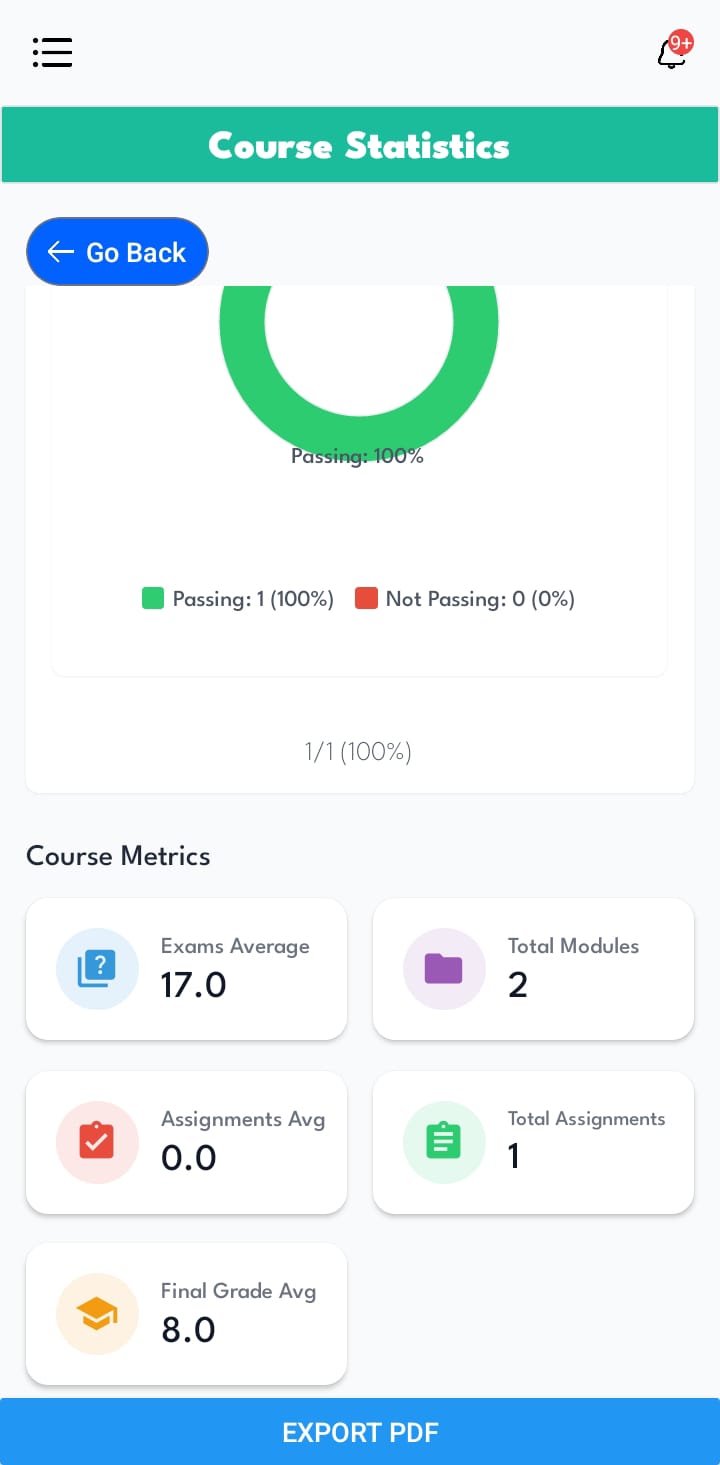 9+
Course Statistics
Go Back
Passing: 100%
Passing: 1 (100%) Not Passing: 0 (0%)
1/1 (100%)
Course Metrics
Exams Average
17.0
Total Modules
2
Assignments Avg
0.0
Total Assignments
1
Final Grade Avg
8.0
EXPORT PDF